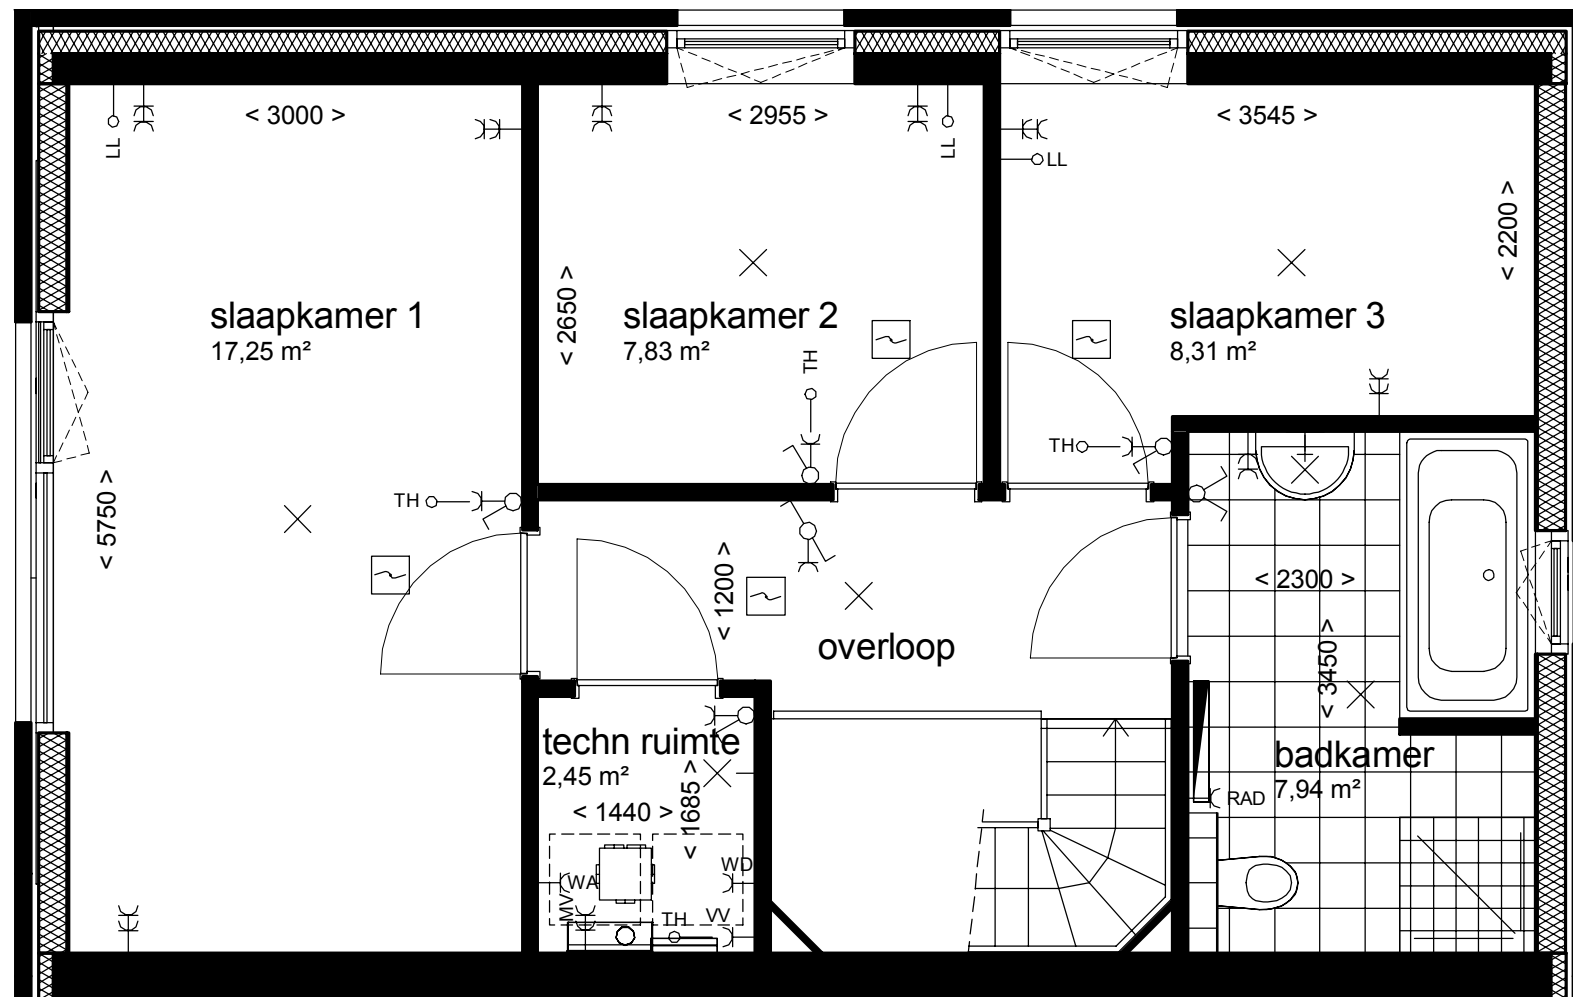 < 3000 >
< 2955 >
< 3545 >
LL
LL
LL
< 2200 >
slaapkamer 1
17,25 m²
< 2650 >
slaapkamer 2
7,83 m²
slaapkamer 3
8,31 m²
TH
TH
TH
< 5750 >
< 1200 >
overloop
< 2300 >
< 3450 >
techn ruimte
2,45 m²
< 1440 >
< 1685 >
badkamer
7,94 m²
RAD
WA
WD
MV
TH
VV